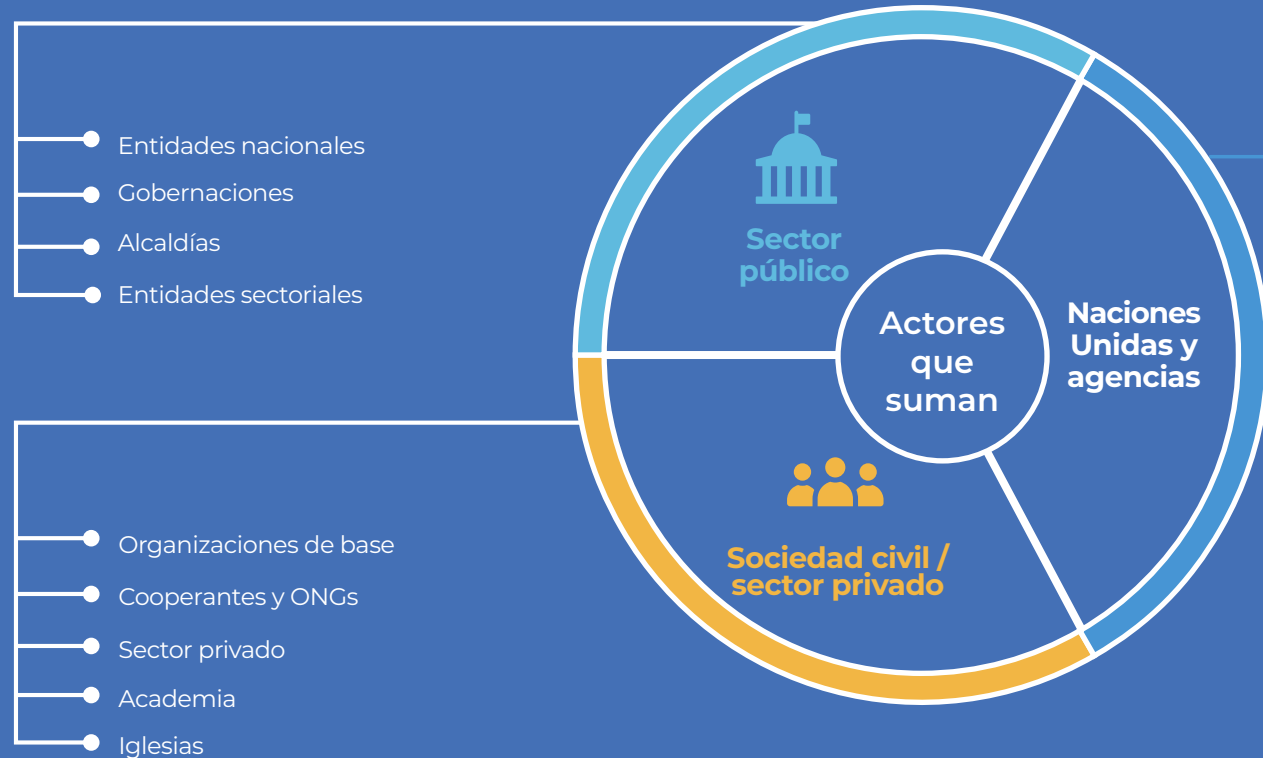 Entidades nacionales
Gobernaciones
Alcaldías
Entidades sectoriales
Sector
público
Actores
que
suman
Naciones
Unidas y
agencias
Organizaciones de base
Cooperantes y ONGs
Sector privado
Academia
Iglesias
Sociedad civil /
sector privado